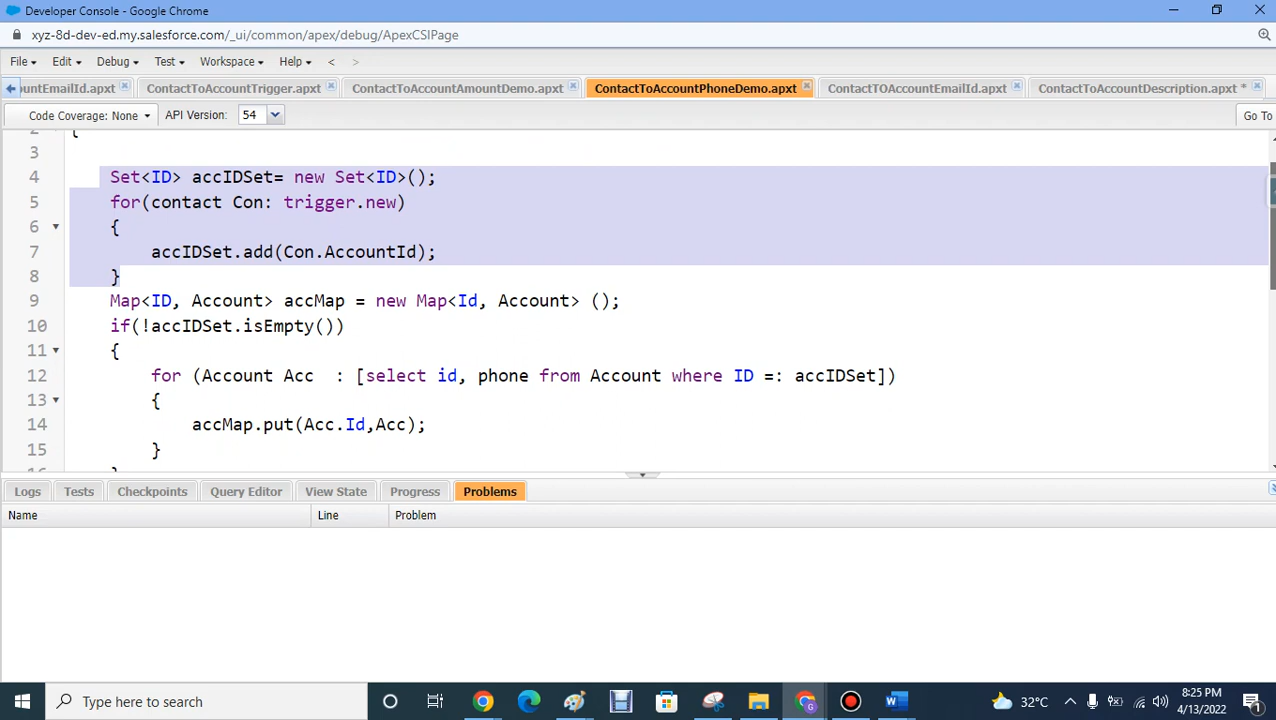 Developer Console - Google Chrome
xyz-8d-dev-ed.my.salesforce.com/_ui/common/apex/debug/ApexCSIPage
File Edit Debug Test Workspace Help < >
ountEmailId.apxt ContactToAccountTrigger.apxt ContactToAccountAmountDemo.apxt ContactToAccountPhoneDemo.apxt ContactTOAccountEmailId.apxt ContactToAccountDescription.apxt *
Code Coverage: None API Version: 54 Go To
2 {
3
4 Set<ID> accIDSet= new Set<ID>();
5 for(contact Con: trigger.new)
6 {
7 accIDSet.add(Con.AccountId);
8 }
9 Map<ID, Account> accMap = new Map<Id, Account> ();
10 if(!accIDSet.isEmpty())
11 {
12 for (Account Acc : [select id, phone from Account where ID =: accIDSet])
13 {
14 accMap.put(Acc.Id,Acc);
15 }
16 }
Logs Tests Checkpoints Query Editor View State Progress Problems
Name Line Problem
Type here to search 32°C 8:25 PM
4/13/2022 1